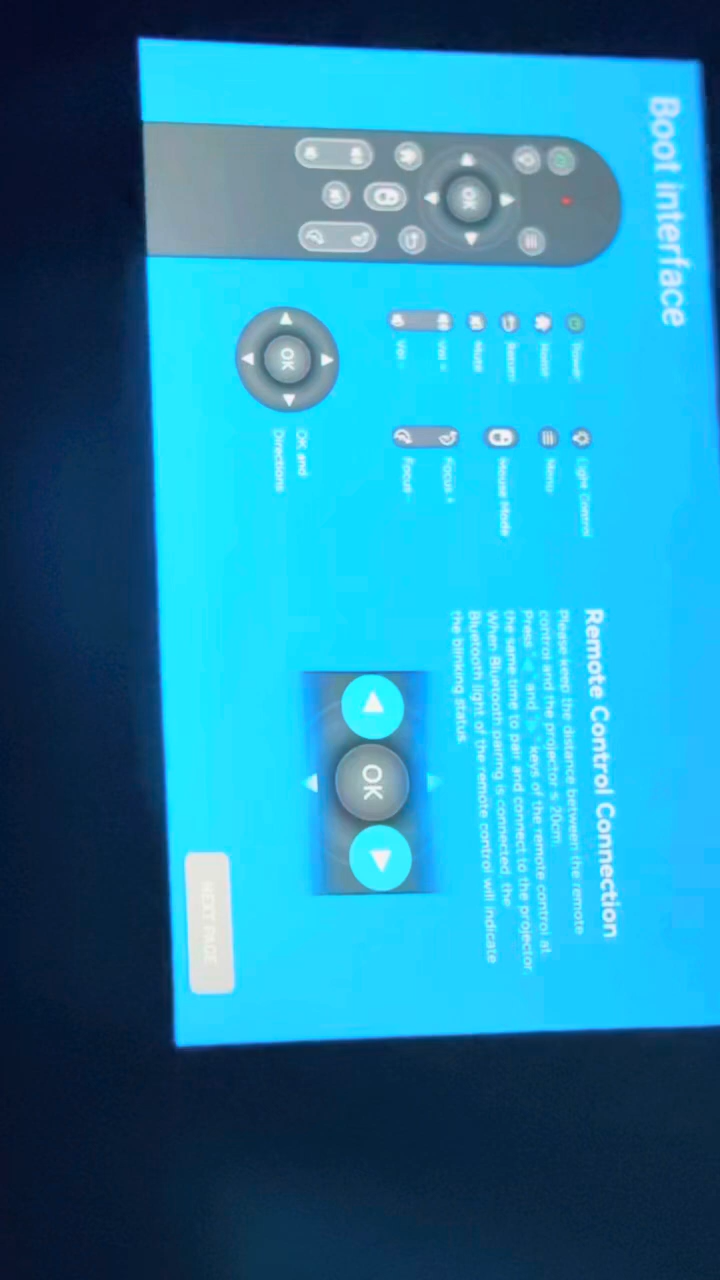 Boot interface
OK
Power
Home
Return
Mute
Vol +
Vol -
Light Control
Menu
Mouse Mode
Focus +
Focus -
OK
OK and
Directions
Remote Control Connection
Please keep the distance between the remote
control and the projector ≤ 20cm.
Press " ◁ " and " ▷ " keys of the remote control at
the same time to pair and connect to the projector.
When Bluetooth pairing is connected, the
Bluetooth light of the remote control will indicate
the blinking status.
OK
NEXT PAGE